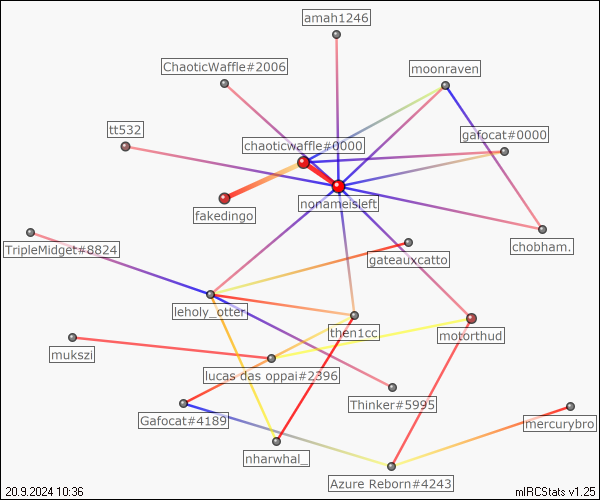 amah1246
ChaoticWaffle#2006
moonraven
tt532
gafocat#0000
chaoticwaffle#0000
nonameisleft
fakedingo
TripleMidget#8824
chobham.
gateauxcatto
leholy_otter
then1cc
motorthud
mukszi
lucas das oppai#2396
Thinker#5995
Gafocat#4189
mercurybro
nharwhal_
Azure Reborn#4243
20.9.2024 10:36
mIRCStats v1.25